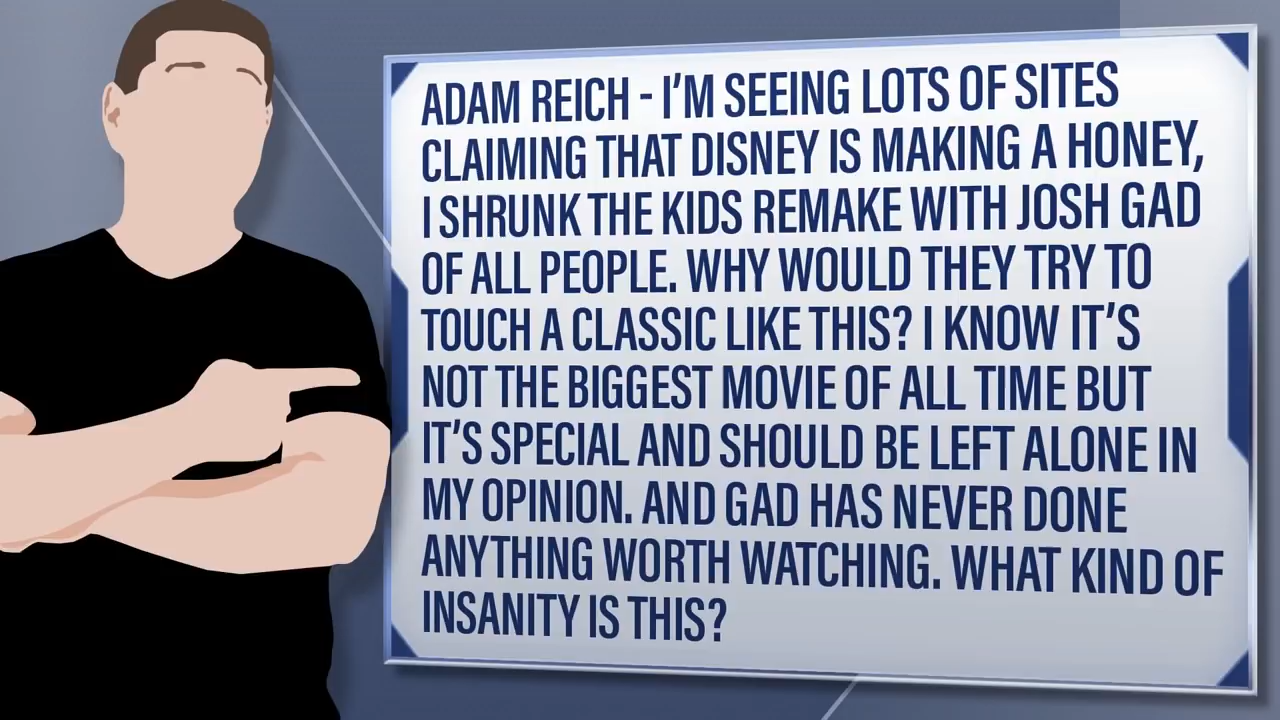 ADAM REICH - I'M SEEING LOTS OF SITES
CLAIMING THAT DISNEY IS MAKING A HONEY,
I SHRUNK THE KIDS REMAKE WITH JOSH GAD
OF ALL PEOPLE. WHY WOULD THEY TRY TO
TOUCH A CLASSIC LIKE THIS? I KNOW IT'S
NOT THE BIGGEST MOVIE OF ALL TIME BUT
IT'S SPECIAL AND SHOULD BE LEFT ALONE IN
MY OPINION. AND GAD HAS NEVER DONE
ANYTHING WORTH WATCHING. WHAT KIND OF
INSANITY IS THIS?